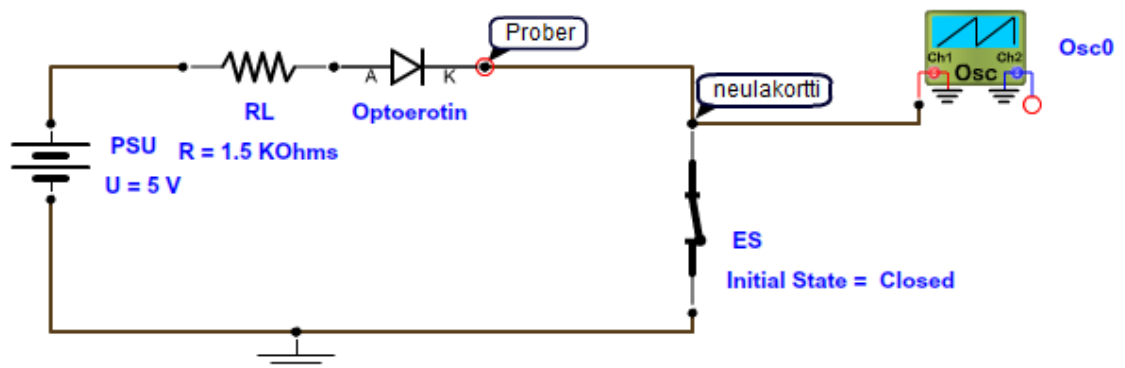 Prober
Ch1
Ch2
Osc
Osc0
neulakortti
A
K
RL
Optoerotin
PSU
R = 1.5 KOhms
U = 5 V
ES
Initial State = Closed